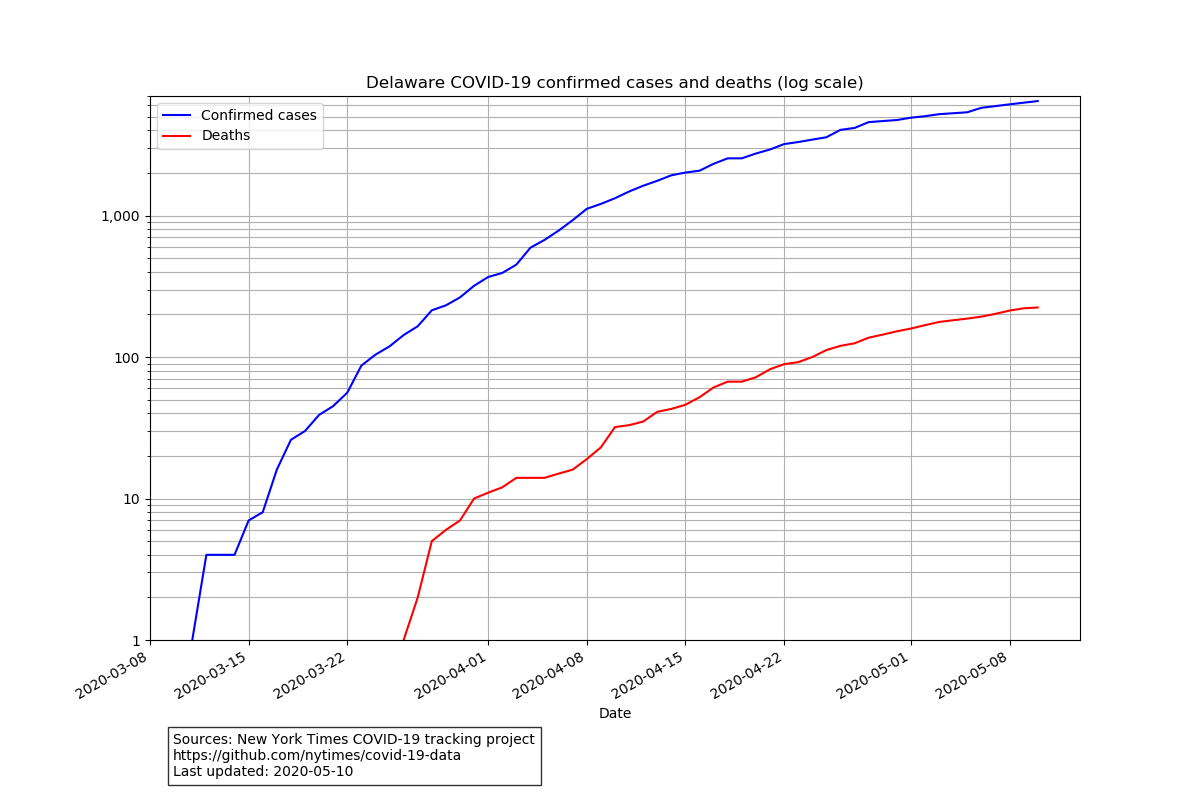 Delaware COVID-19 confirmed cases and deaths (log scale)
Confirmed cases
Deaths
1,000
100
10
1
2020-03-08
2020-03-15
2020-03-22
2020-04-01
2020-04-08
2020-04-15
2020-04-22
2020-05-01
2020-05-08
Date
Sources: New York Times COVID-19 tracking project
https://github.com/nytimes/covid-19-data
Last updated: 2020-05-10